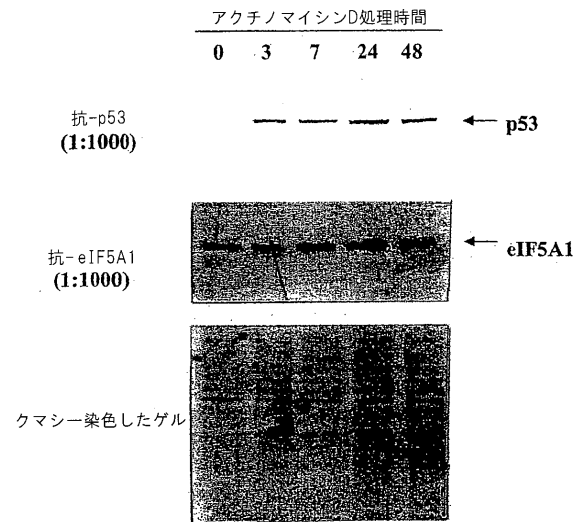 アクチノマイシンD処理時間
0 3 7 24 48
抗-p53
(1:1000)
p53
抗-eIF5A1
(1:1000)
eIF5A1
クマシー染色したゲル